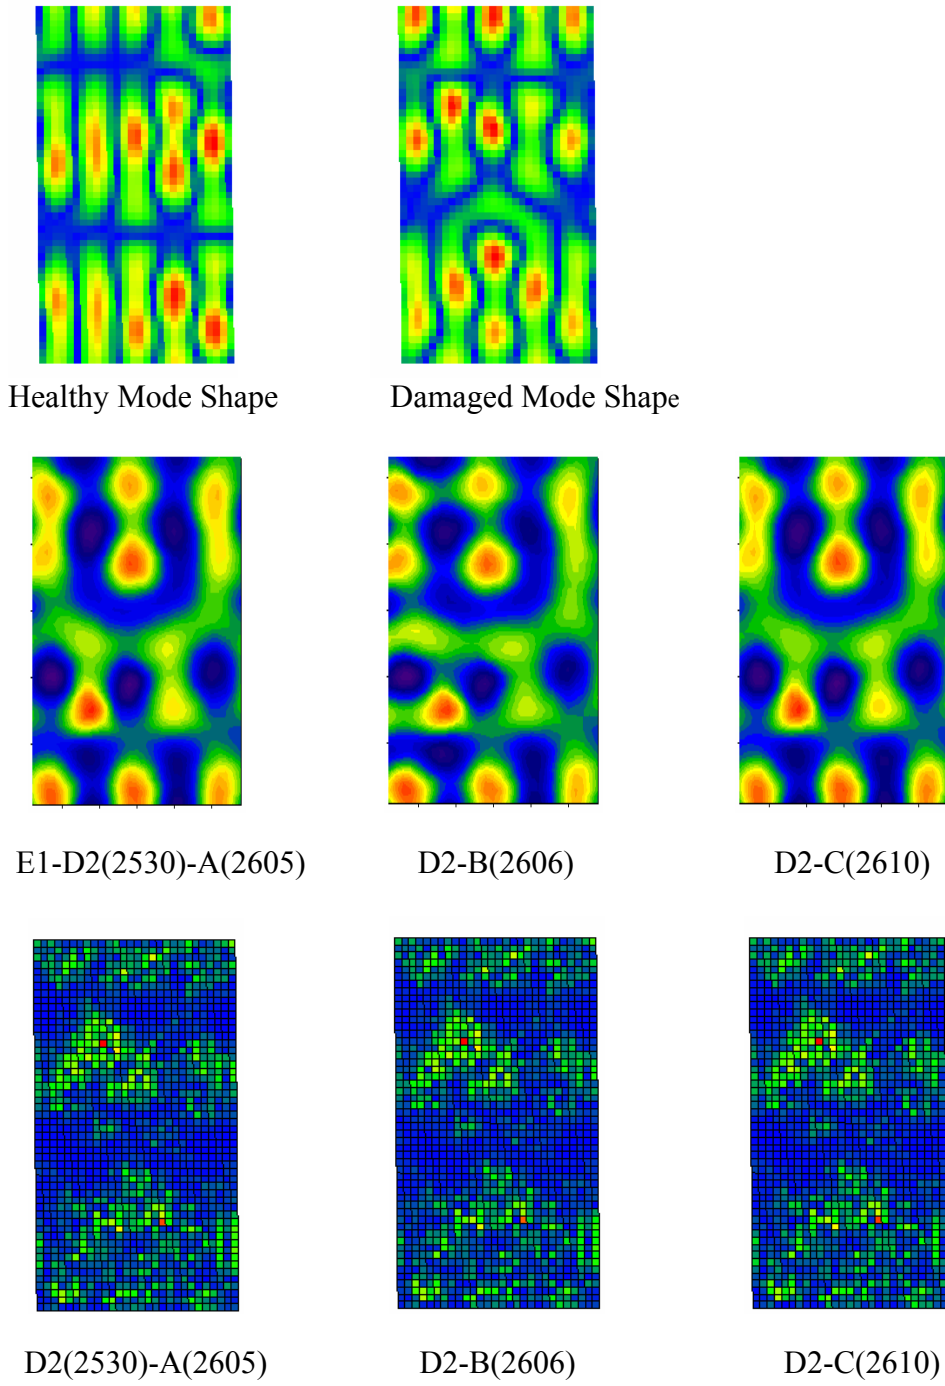 Healthy Mode Shape
Damaged Mode Shape
E1-D2(2530)-A(2605)
D2-B(2606)
D2-C(2610)
D2(2530)-A(2605)
D2-B(2606)
D2-C(2610)